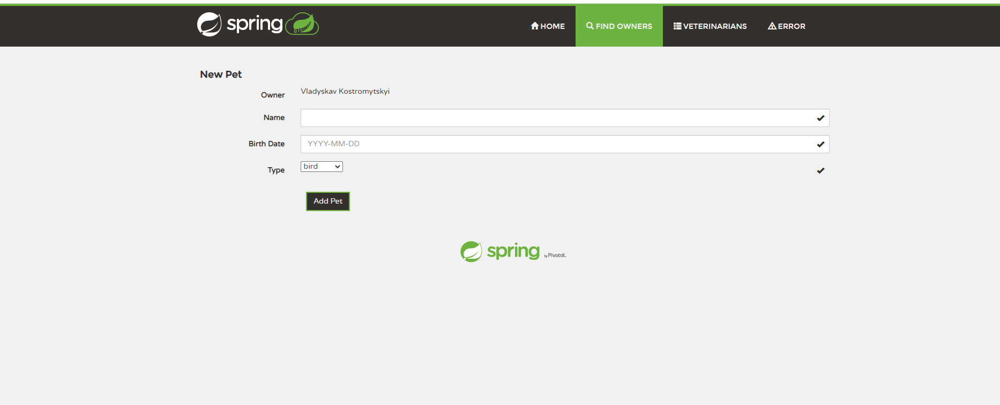 spring
HOME
FIND OWNERS
VETERINARIANS
ERROR
New Pet
Owner
Vladyskav Kostromytskyi
Name
Birth Date
YYYY-MM-DD
Type
bird
Add Pet
spring by Pivotal.